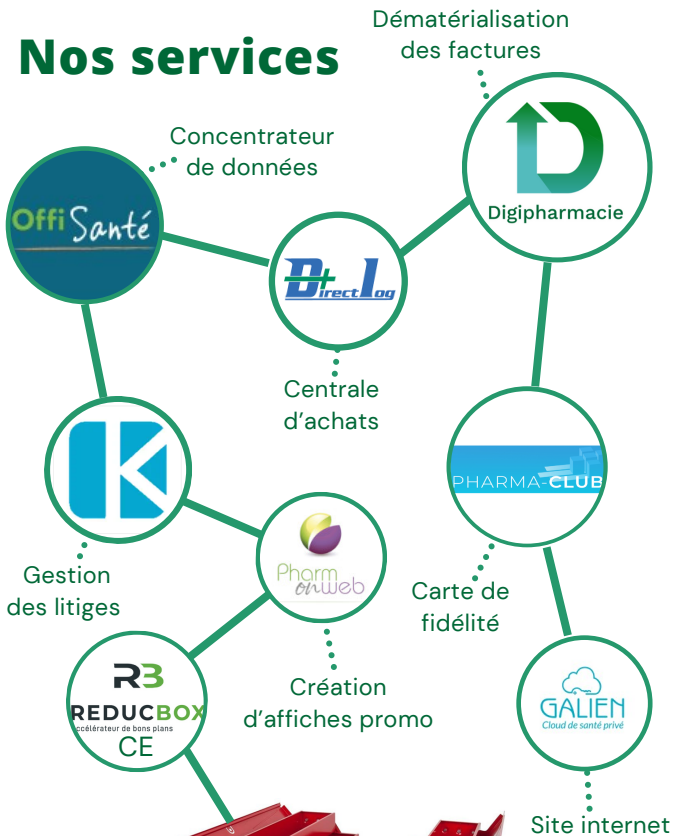 Nos services
Dématérialisation
des factures
Digipharmacie
Concentrateur
de données
Offi Santé
Direct Log
Centrale
d'achats
K
PHARMA-CLUB
Gestion
des litiges
Pharm
onweb
Carte de
fidélité
Création
d'affiches promo
RB
REDUCBOX
ccélérateur de bons plans
CE
GALIEN
Cloud de santé privé
Site internet